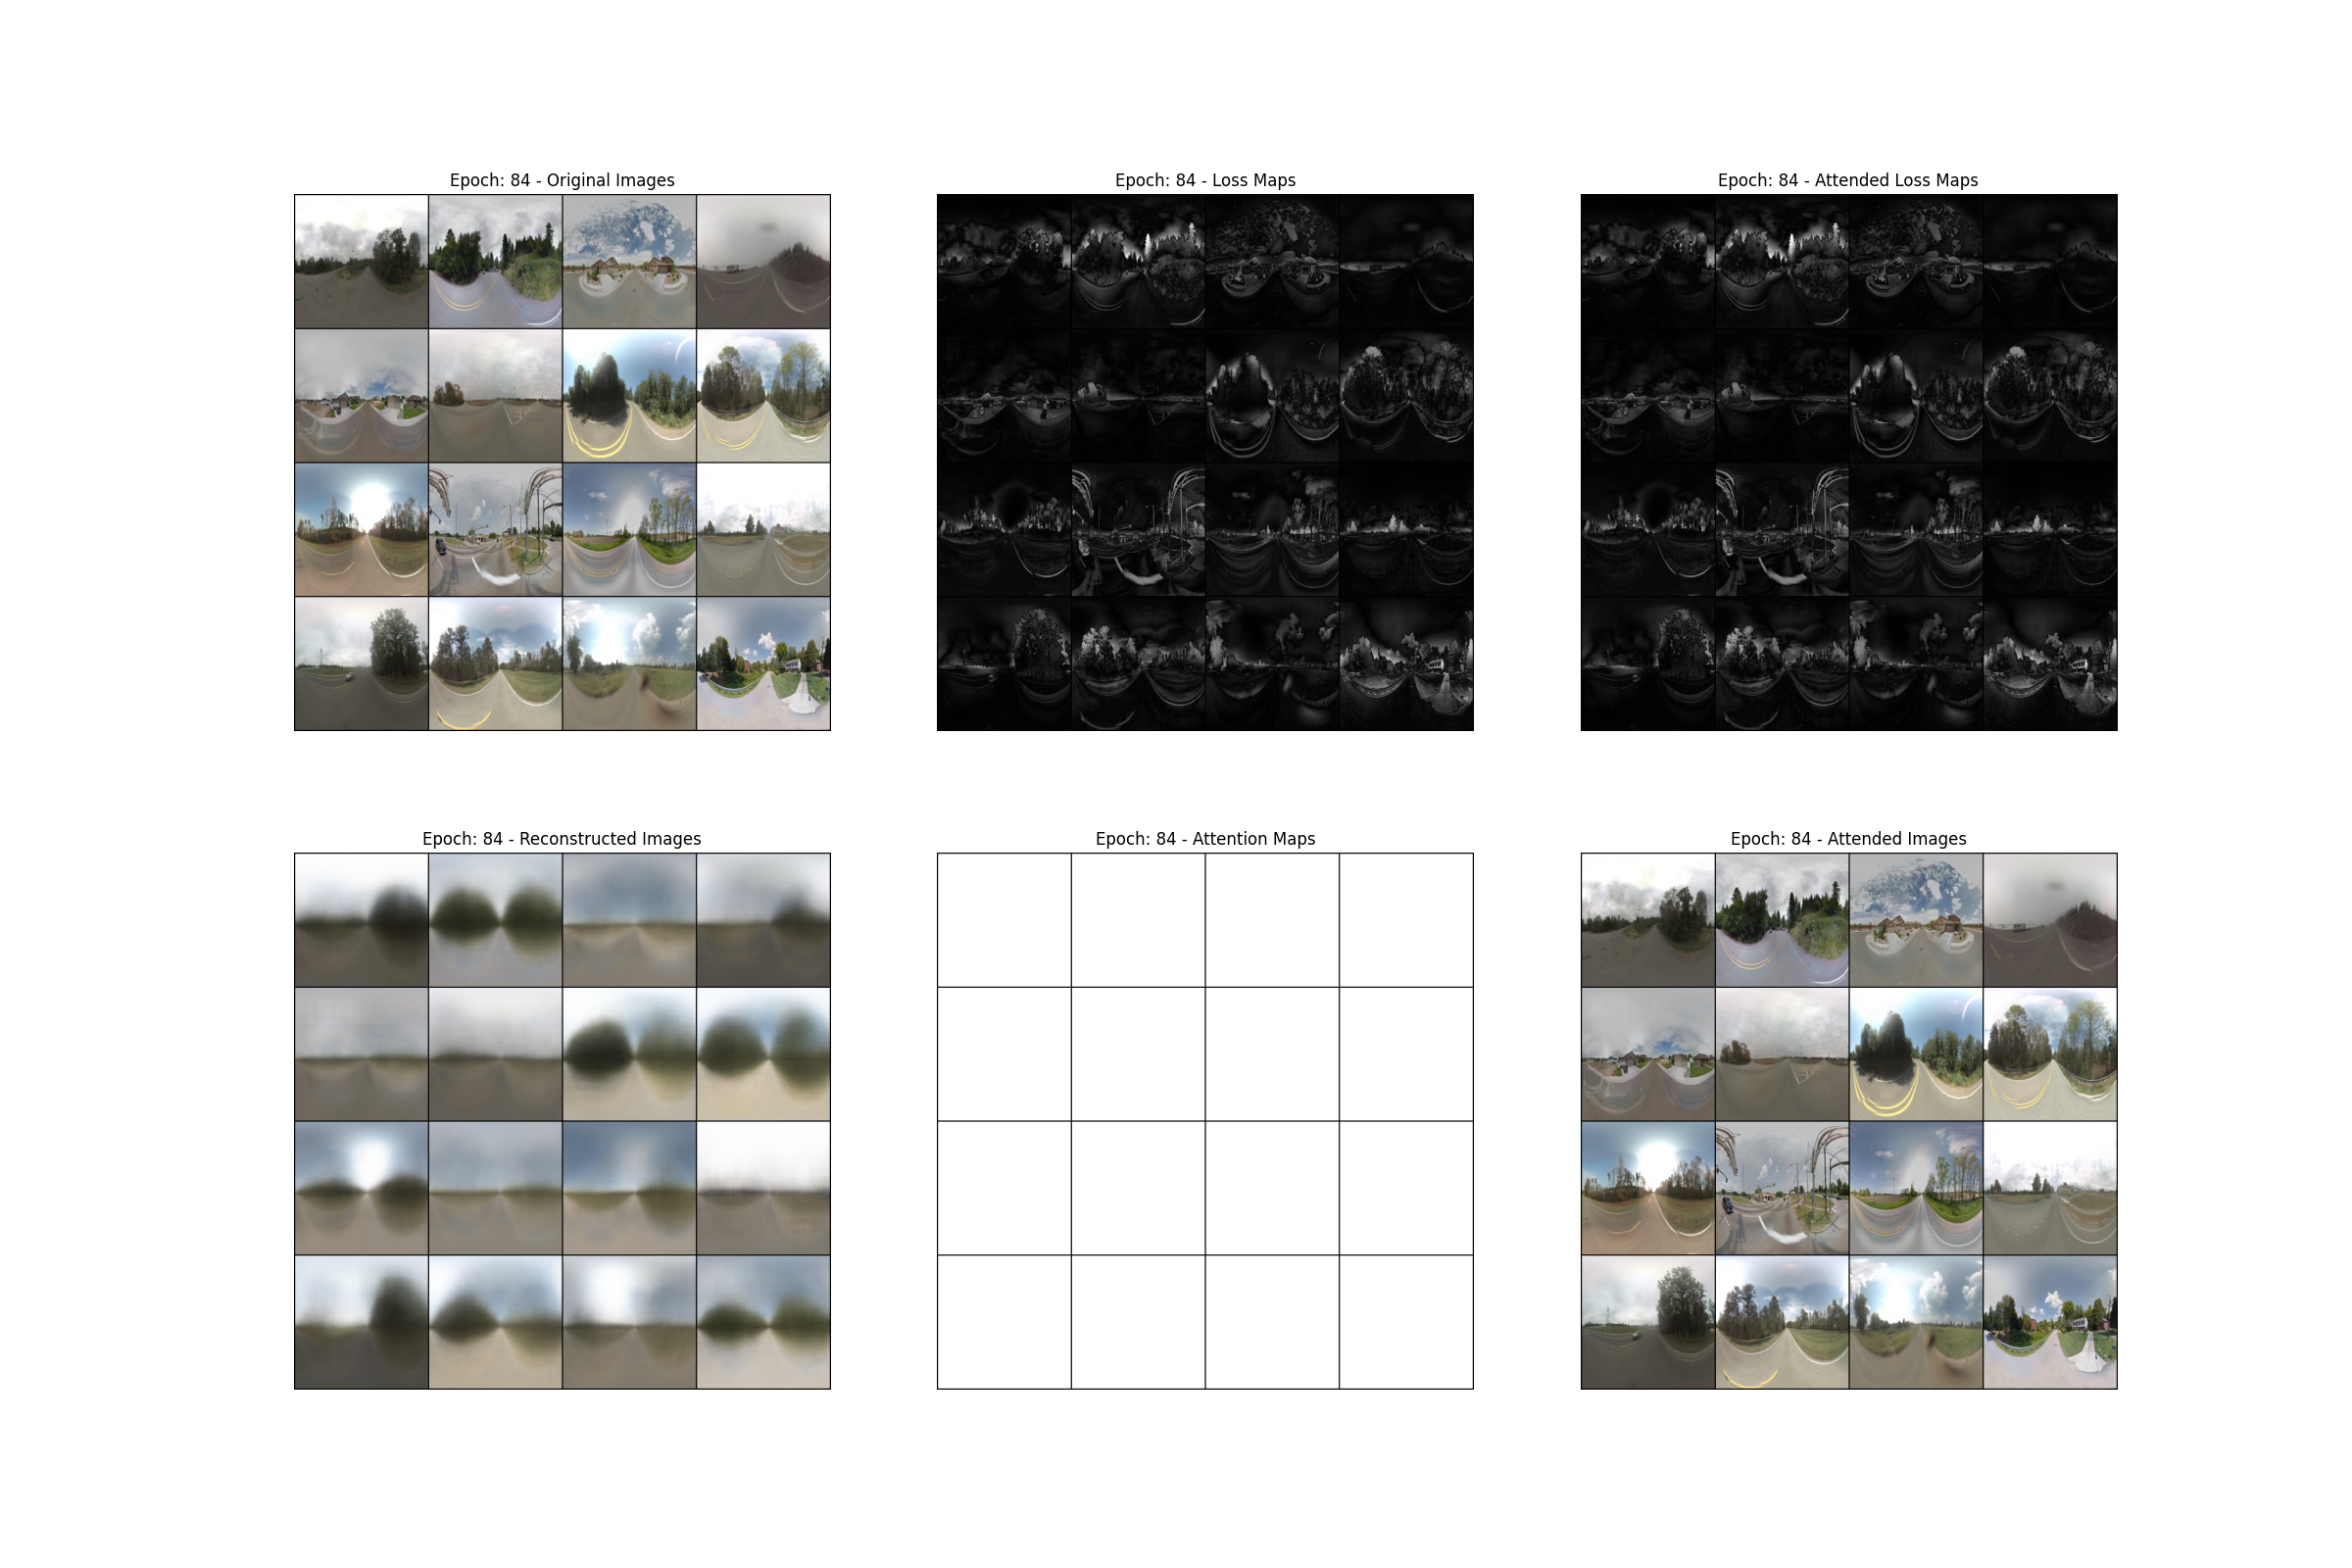 Epoch: 84 - Original Images
Epoch: 84 - Loss Maps
Epoch: 84 - Attended Loss Maps
Epoch: 84 - Reconstructed Images
Epoch: 84 - Attention Maps
Epoch: 84 - Attended Images